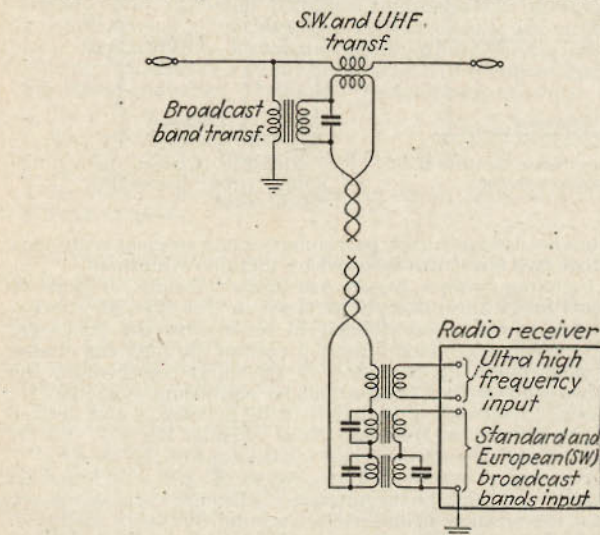 S.W. and UHF.
transf.
Broadcast
band transf.
Radio receiver
Ultra high
frequency
input
Standard and
European (SW)
broadcast
bands input